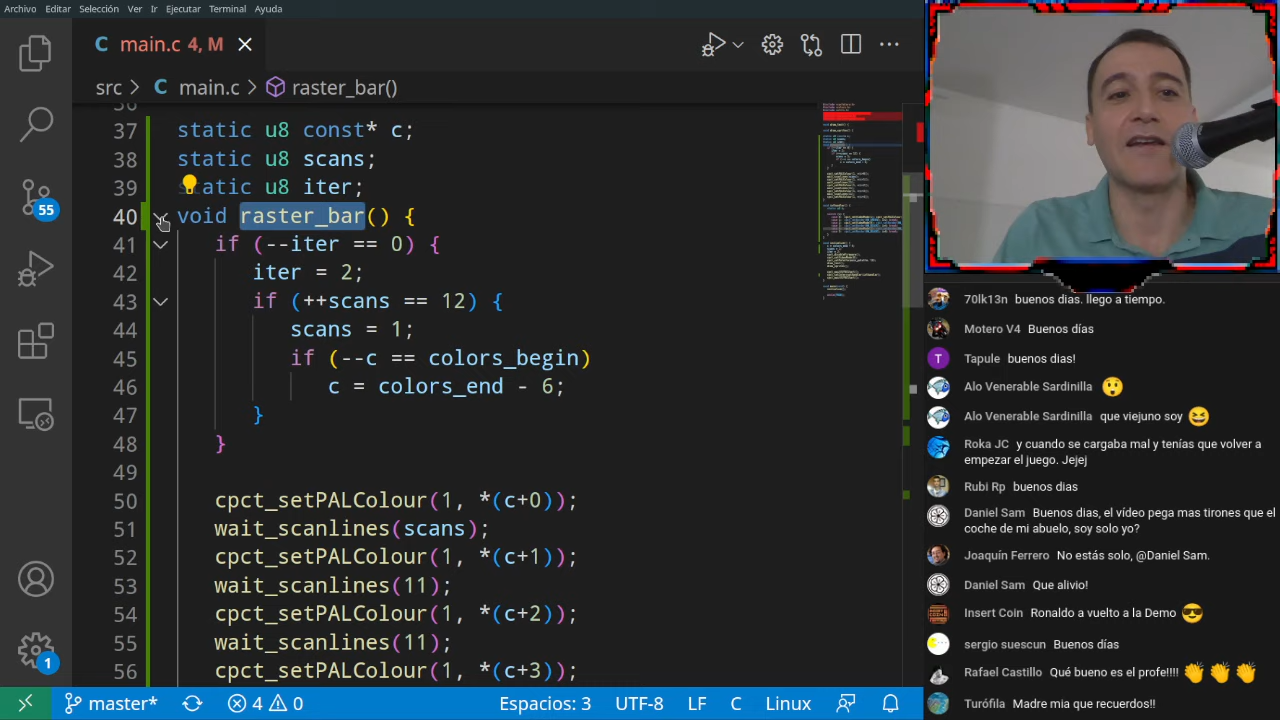 Archivo Editar Selección Ver Ir Ejecutar Terminal Ayuda
main.c 4, M
src > main.c > raster_bar()
36
37 static u8 const* c;
38 static u8 scans;
39 static u8 iter;
40 void raster_bar() {
41 if (--iter == 0) {
42 iter = 2;
43 if (++scans == 12) {
44 scans = 1;
45 if (--c == colors_begin)
46 c = colors_end - 6;
47 }
48 }
49
50 cpct_setPALColour(1, *(c+0));
51 wait_scanlines(scans);
52 cpct_setPALColour(1, *(c+1));
53 wait_scanlines(11);
54 cpct_setPALColour(1, *(c+2));
55 wait_scanlines(11);
56 cpct_setPALColour(1, *(c+3));
55
1
master* 4 0 Espacios: 3 UTF-8 LF C Linux
70lk13n buenos dias. llego a tiempo.
Motero V4 Buenos días
Tapule buenos dias!
Alo Venerable Sardinilla 😲
Alo Venerable Sardinilla que viejuno soy 😆
Roka JC y cuando se cargaba mal y tenías que volver a
empezar el juego. Jejej
Rubi Rp buenos dias
Daniel Sam Buenos dias, el vídeo pega mas tirones que el
coche de mi abuelo, soy solo yo?
Joaquín Ferrero No estás solo, @Daniel Sam.
Daniel Sam Que alivio!
Insert Coin Ronaldo a vuelto a la Demo 😎
sergio suescun Buenos días
Rafael Castillo Qué bueno es el profe!!!! 👏 👏 👏
Turófila Madre mia que recuerdos!!